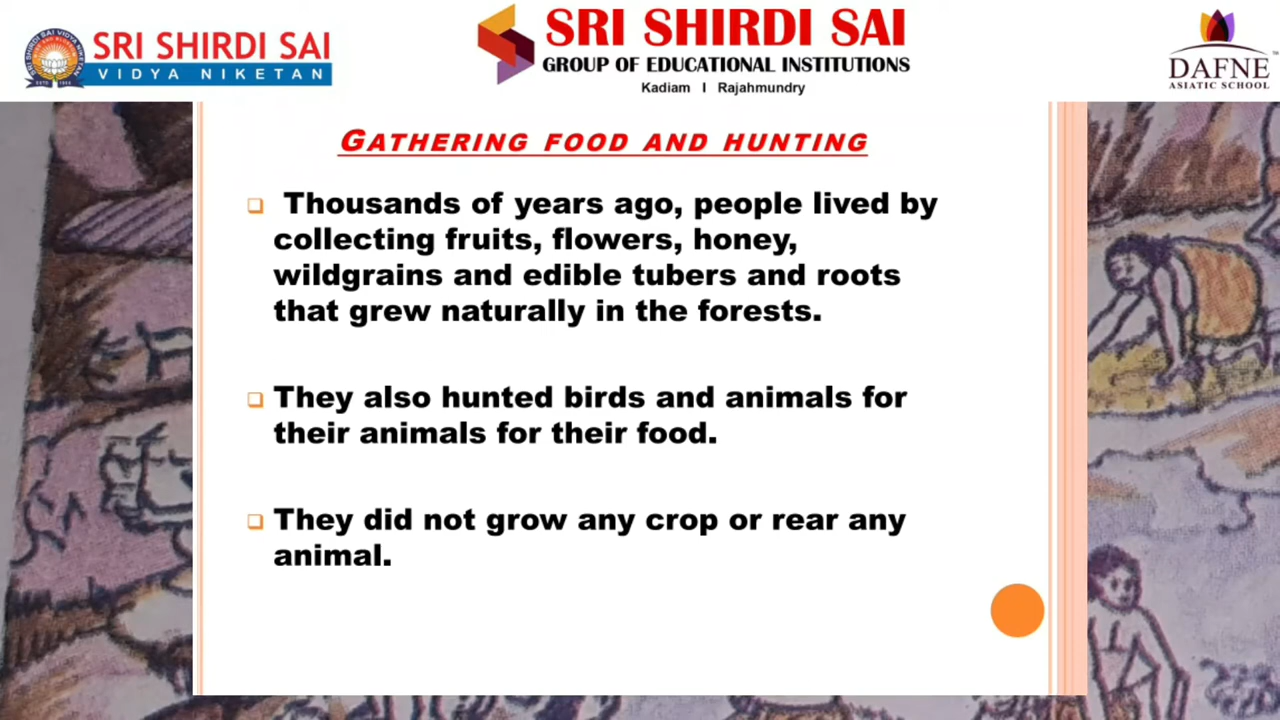 SRI SHIRDI SAI
VIDYA NIKETAN
SRI SHIRDI SAI
GROUP OF EDUCATIONAL INSTITUTIONS
Kadiam I Rajahmundry
DAFNE
ASIATIC SCHOOL
GATHERING FOOD AND HUNTING
Thousands of years ago, people lived by
collecting fruits, flowers, honey,
wildgrains and edible tubers and roots
that grew naturally in the forests.
They also hunted birds and animals for
their animals for their food.
They did not grow any crop or rear any
animal.